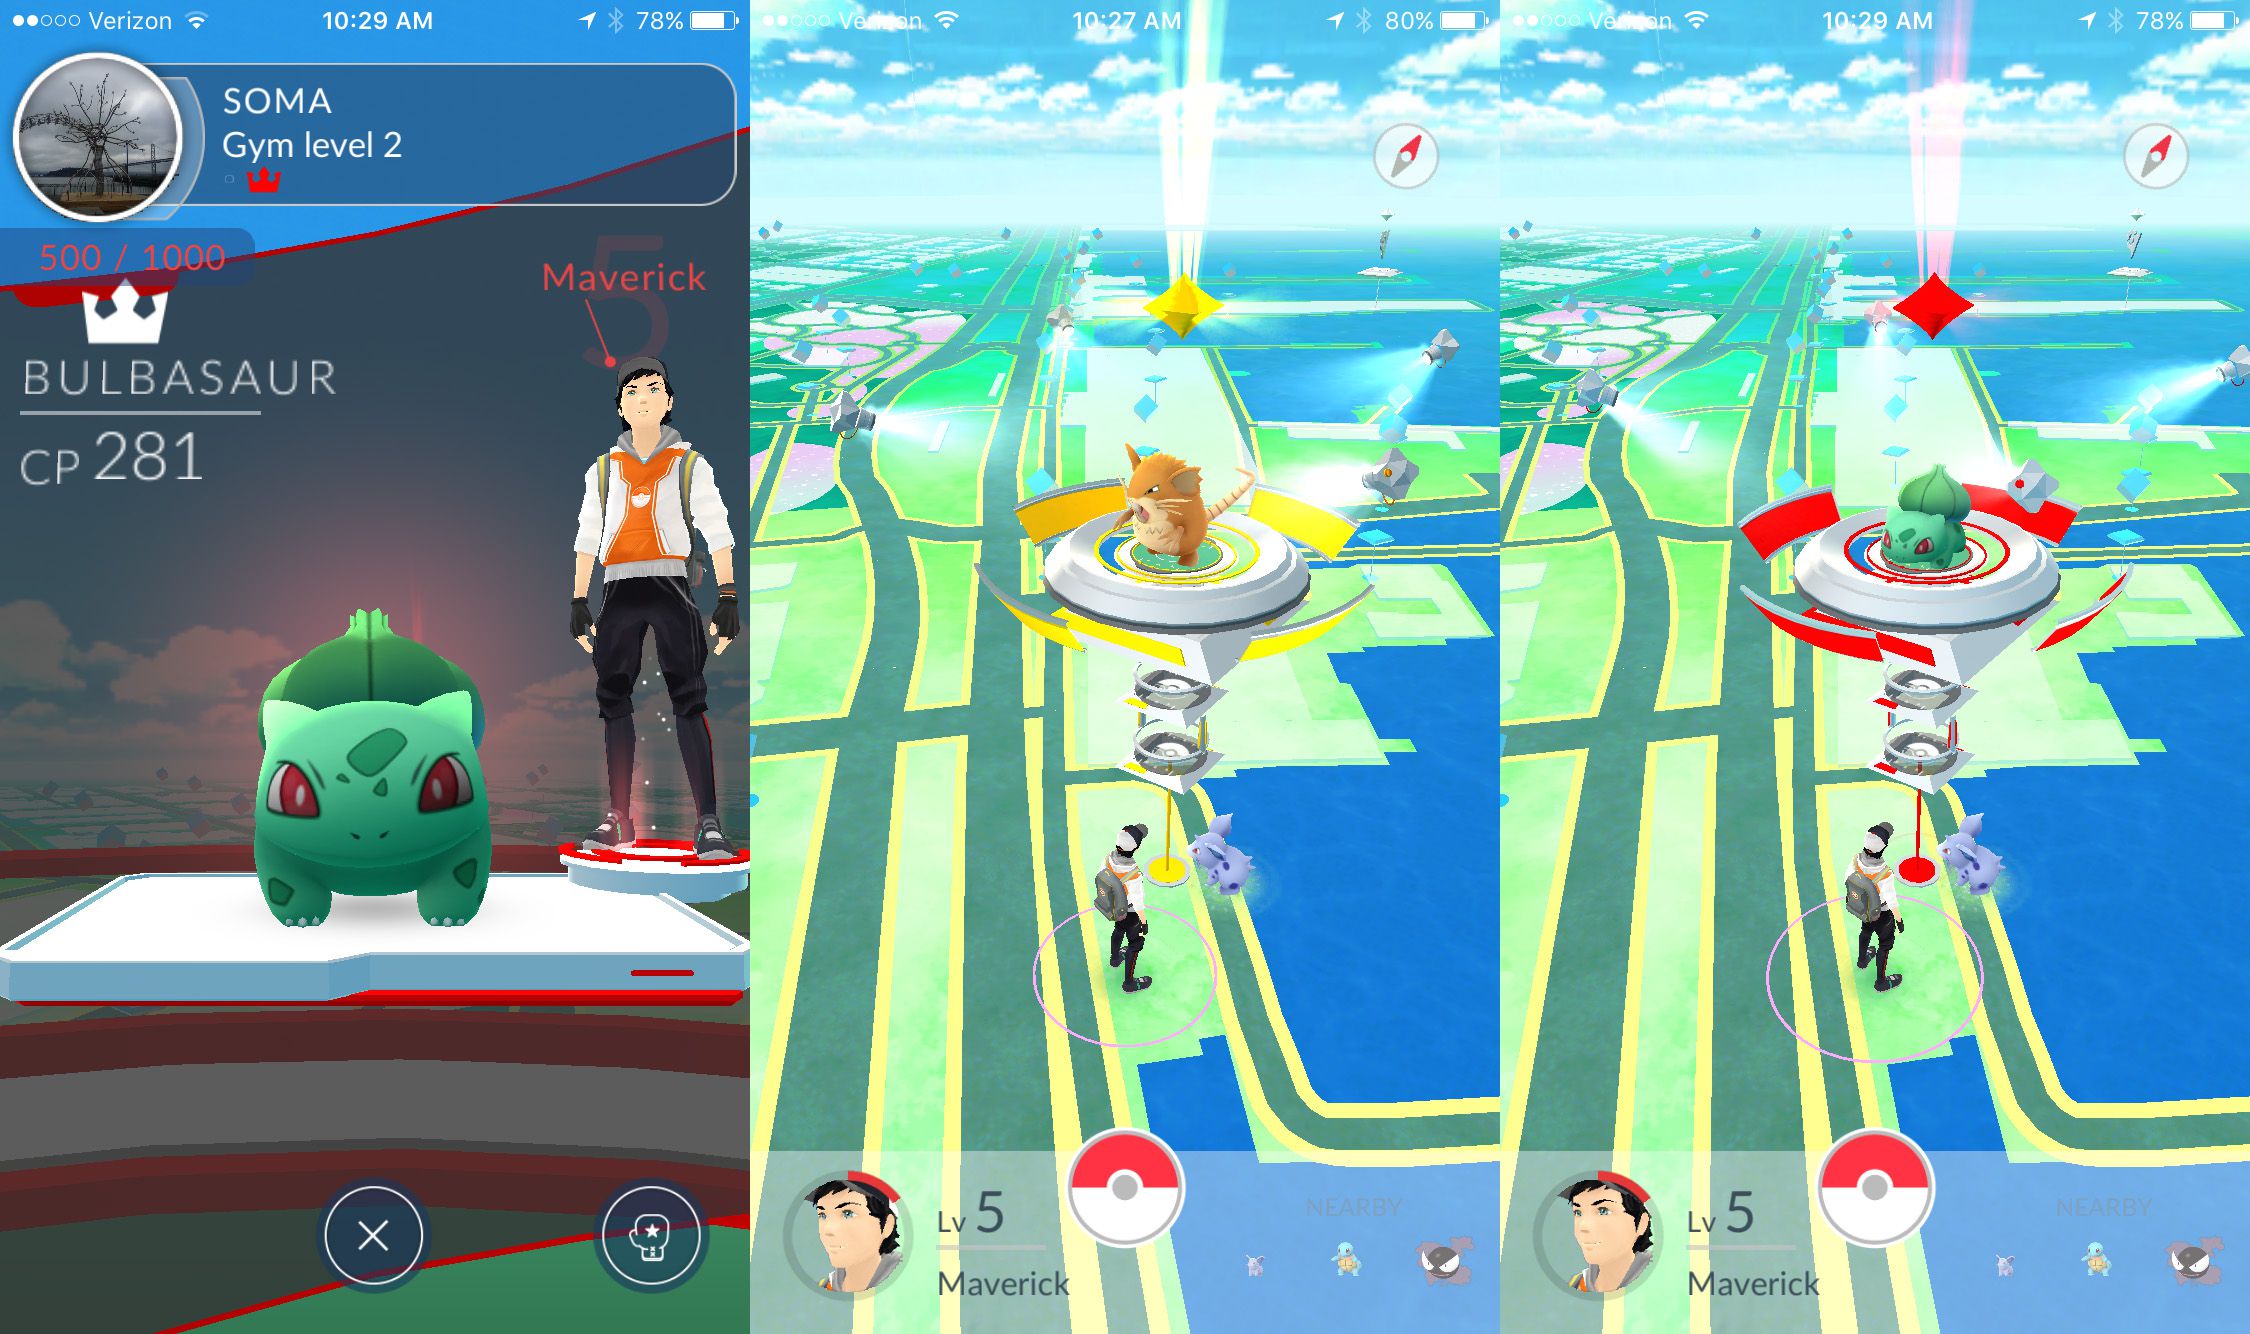 Verizon 10:29 AM 78%
SOMA
Gym level 2
500 / 1000
5
Maverick
BULBASAUR
CP 281
Verizon 10:27 AM 80%
NEARBY
Lv 5
Maverick
Verizon 10:29 AM 78%
NEARBY
Lv 5
Maverick